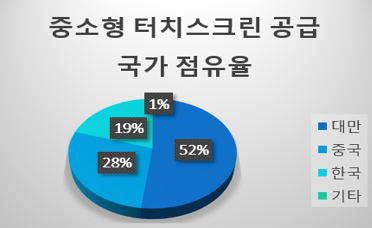 중소형 터치스크린 공급
국가 점유율
1%
19%
52%
28%
대만
중국
한국
기타